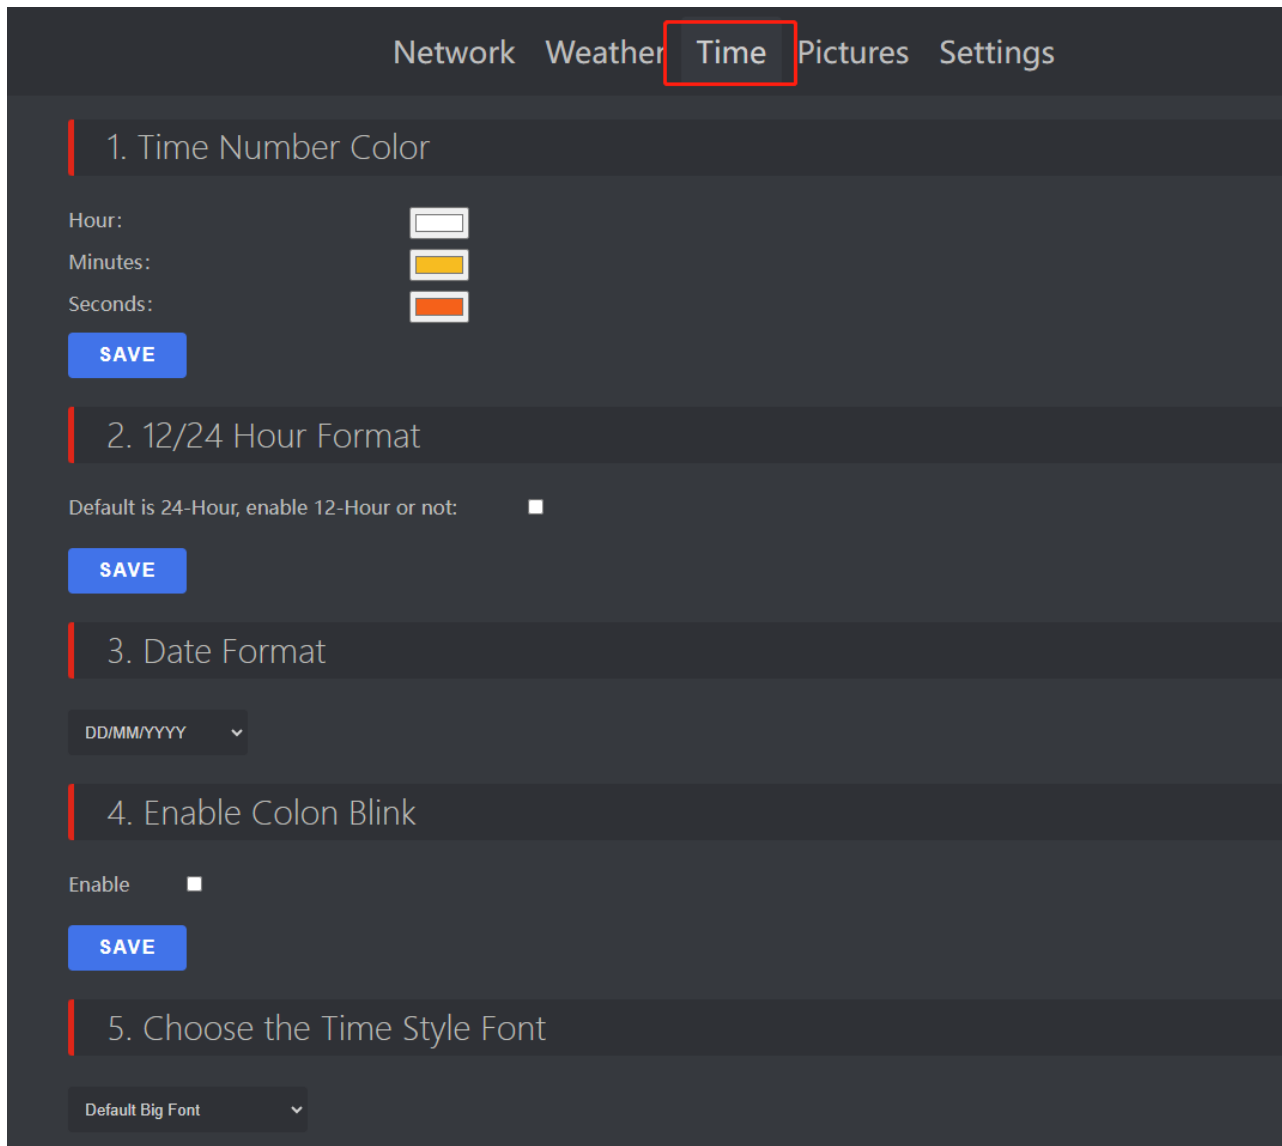 Network Weather Time Pictures Settings
1. Time Number Color
Hour:
Minutes:
Seconds:
SAVE
2. 12/24 Hour Format
Default is 24-Hour, enable 12-Hour or not:
SAVE
3. Date Format
DD/MM/YYYY
4. Enable Colon Blink
Enable
SAVE
5. Choose the Time Style Font
Default Big Font